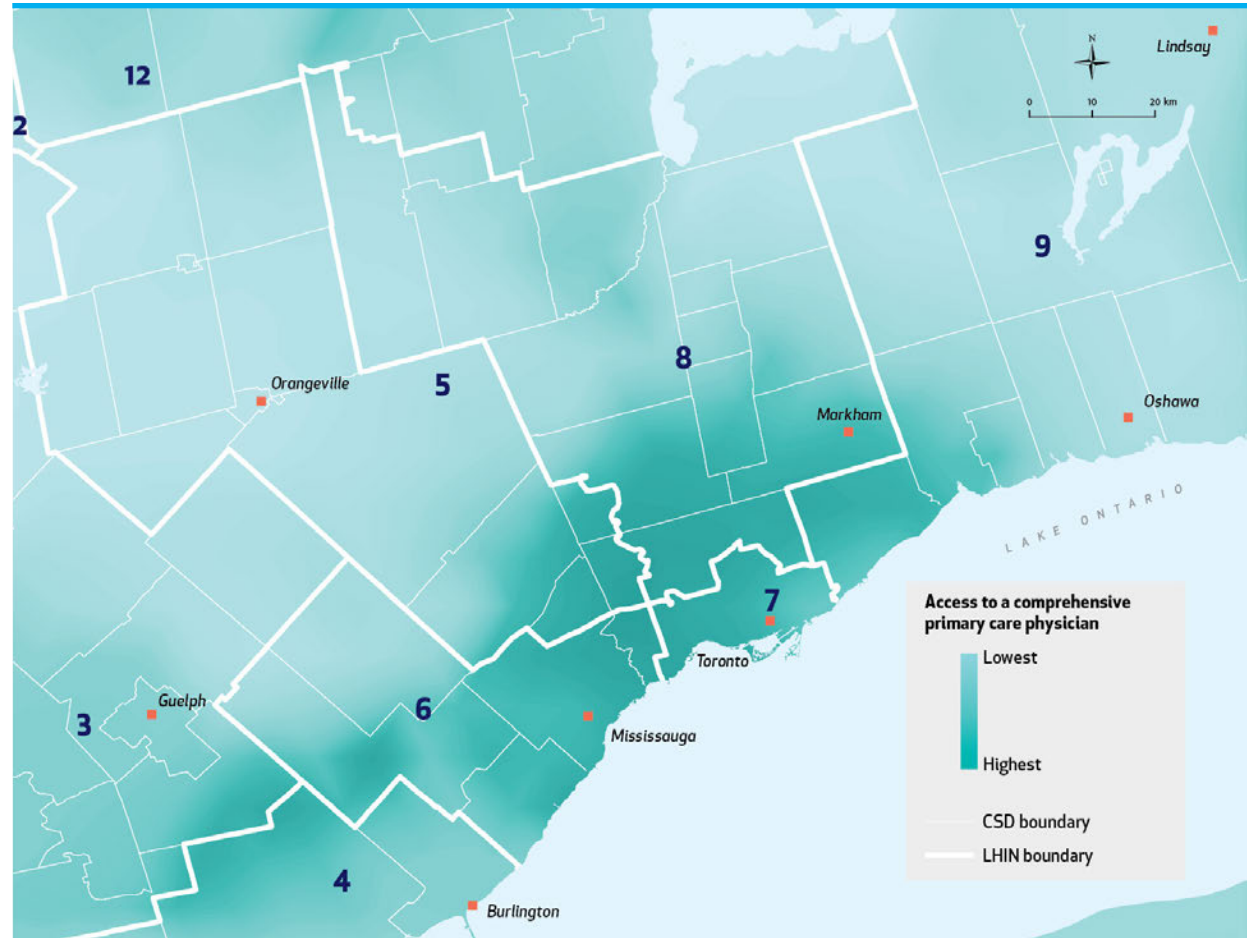 N
Lindsay
12
0 10 20 km
2
9
8
5
Orangeville
Markham
Oshawa
LAKE ONTARIO
7
Toronto
Guelph
3
6
Mississauga
4
Burlington
Access to a comprehensive
primary care physician
Lowest
Highest
CSD boundary
LHIN boundary